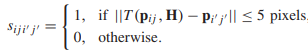 s_{iji'j'} = { 1, if ||T(p_{ij}, H) − p_{i'j'}|| ≤ 5 pixels,
0, otherwise.